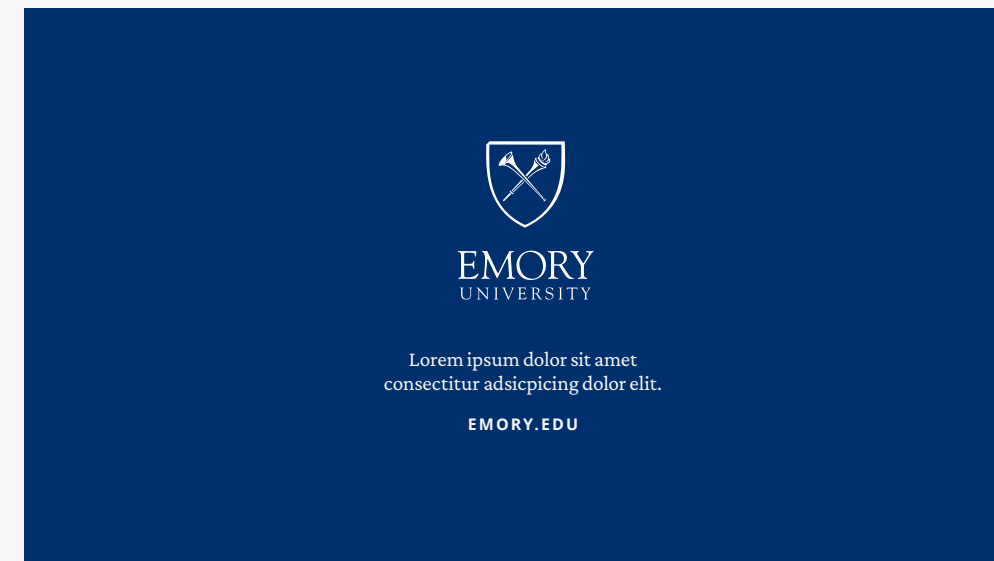 EMORY
UNIVERSITY
Lorem ipsum dolor sit amet
consectitur adsicpicing dolor elit.
EMORY.EDU